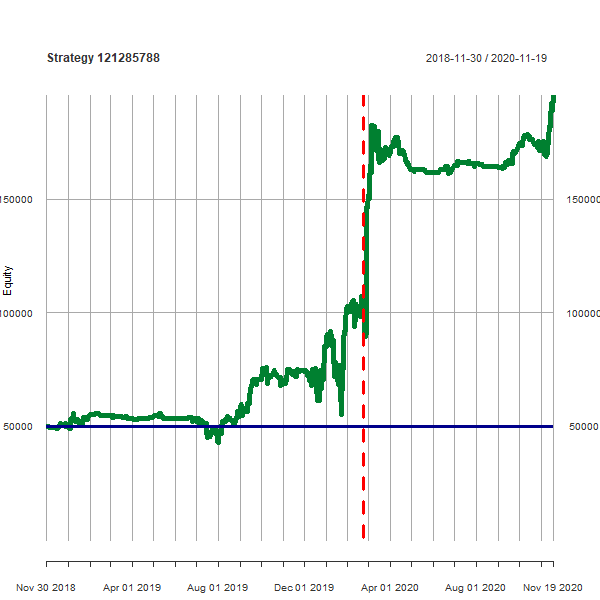 Strategy 121285788
2018-11-30 / 2020-11-19
150000
150000
Equity
100000
100000
50000
50000
Nov 30 2018
Apr 01 2019
Aug 01 2019
Dec 01 2019
Apr 01 2020
Aug 01 2020
Nov 19 2020